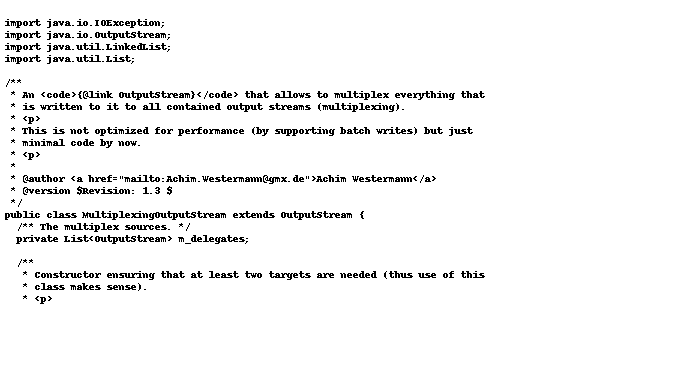 import java.io.IOException;
import java.io.OutputStream;
import java.util.LinkedList;
import java.util.List;

/**
 * An <code>{@link OutputStream}</code> that allows to multiplex everything that
 * is written to it to all contained output streams (multiplexing).
 * <p>
 * This is not optimized for performance (by supporting batch writes) but just
 * minimal code by now.
 * <p>
 *
 * @author <a href="mailto:Achim.Westermann@gmx.de">Achim Westermann</a>
 * @version $Revision: 1.3 $
 */
public class MultiplexingOutputStream extends OutputStream {
  /** The multiplex sources. */
  private List<OutputStream> m_delegates;

  /**
   * Constructor ensuring that at least two targets are needed (thus use of this
   * class makes sense).
   * <p>